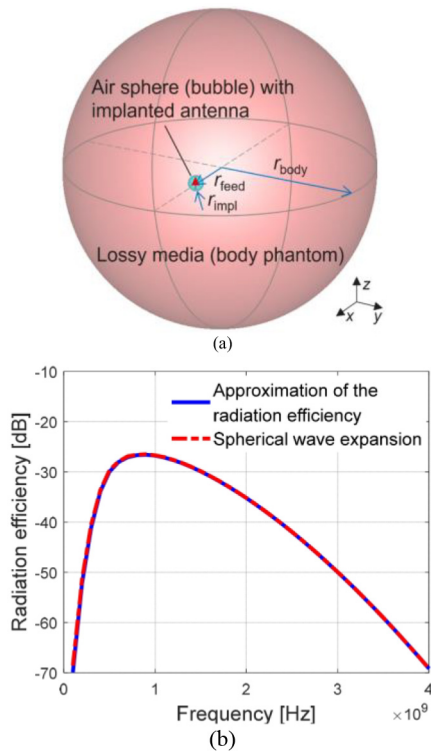 Air sphere (bubble) with
implanted antenna
r_body
r_feed
r_impl
Lossy media (body phantom)
z
x
y
(a)
-10
Approximation of the
radiation efficiency
Spherical wave expansion
-20
-30
-40
-50
-60
-70
Radiation efficiency [dB]
0
1
2
3
4
Frequency [Hz]
×10^9
(b)